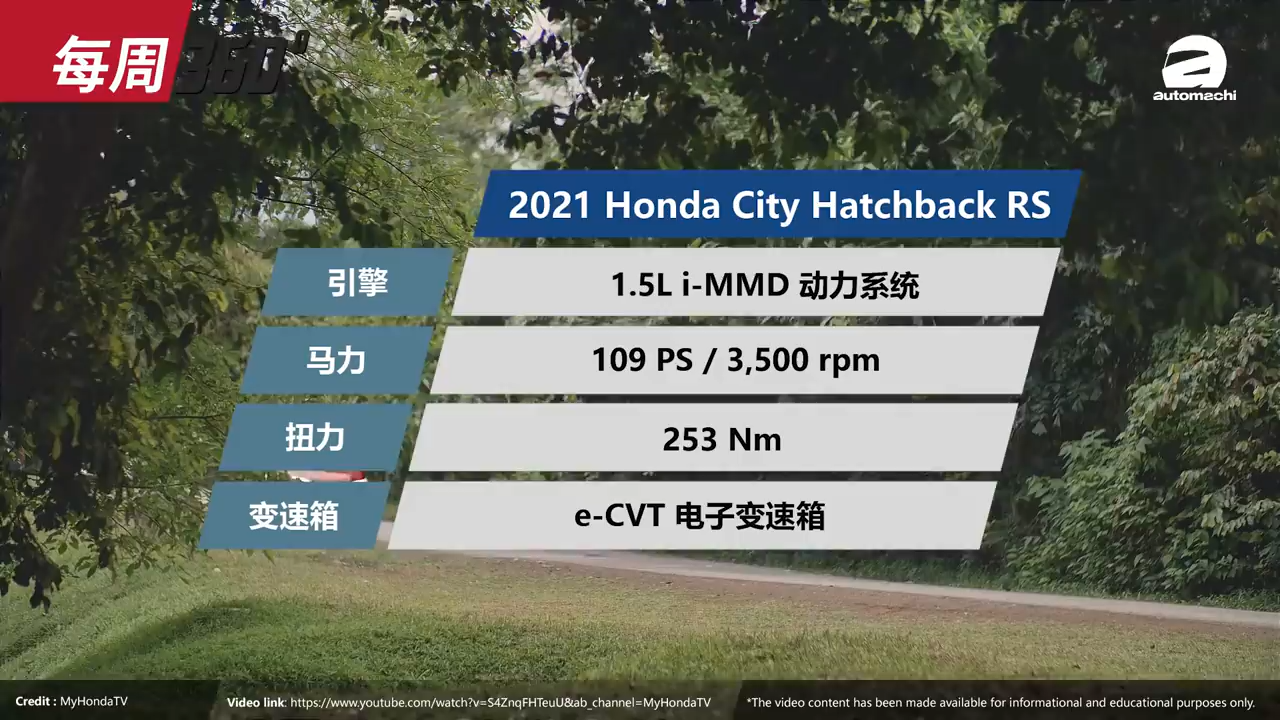 每周360°
automachi
2021 Honda City Hatchback RS
引擎 1.5L i-MMD 动力系统
马力 109 PS / 3,500 rpm
扭力 253 Nm
变速箱 e-CVT 电子变速箱
Credit : MyHondaTV Video link: https://www.youtube.com/watch?v=S4ZnqFHTeuU&ab_channel=MyHondaTV *The video content has been made available for informational and educational purposes only.